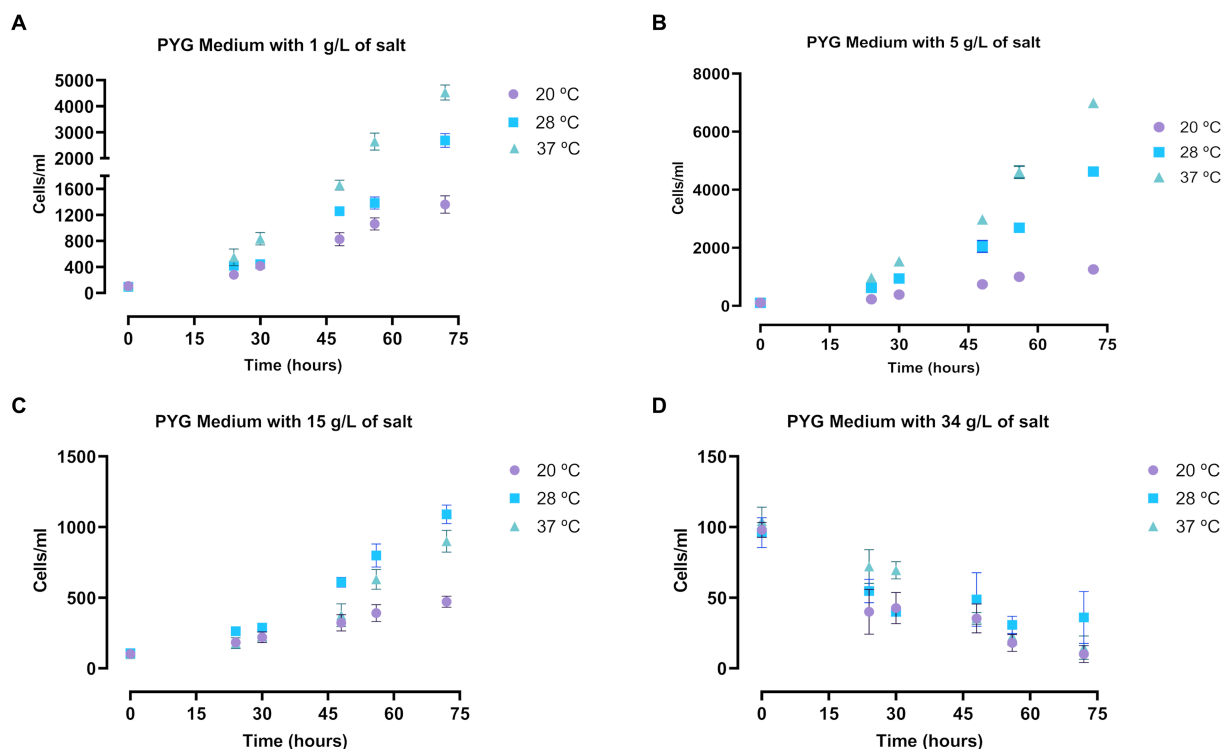 A
PYG Medium with 1 g/L of salt
5000
4000
3000
2000
1600
1200
800
400
0
Cells/ml
0 15 30 45 60 75
Time (hours)
20 ºC
28 ºC
37 ºC
B
PYG Medium with 5 g/L of salt
8000
6000
4000
2000
0
Cells/ml
0 15 30 45 60 75
Time (hours)
20 ºC
28 ºC
37 ºC
C
PYG Medium with 15 g/L of salt
1500
1000
500
0
Cells/ml
0 15 30 45 60 75
Time (hours)
20 ºC
28 ºC
37 ºC
D
PYG Medium with 34 g/L of salt
150
100
50
0
Cells/ml
0 15 30 45 60 75
Time (hours)
20 ºC
28 ºC
37 ºC